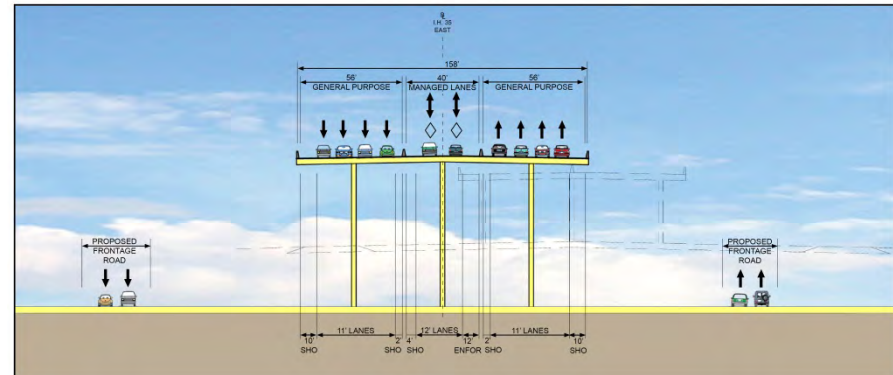 ℄
I.H. 35
EAST
158'
56'
GENERAL PURPOSE
40'
MANAGED LANES
56'
GENERAL PURPOSE
PROPOSED
FRONTAGE
ROAD
PROPOSED
FRONTAGE
ROAD
10'
SHO
11' LANES
2'
SHO
4'
SHO
12' LANES
12'
ENFOR
2'
SHO
11' LANES
10'
SHO